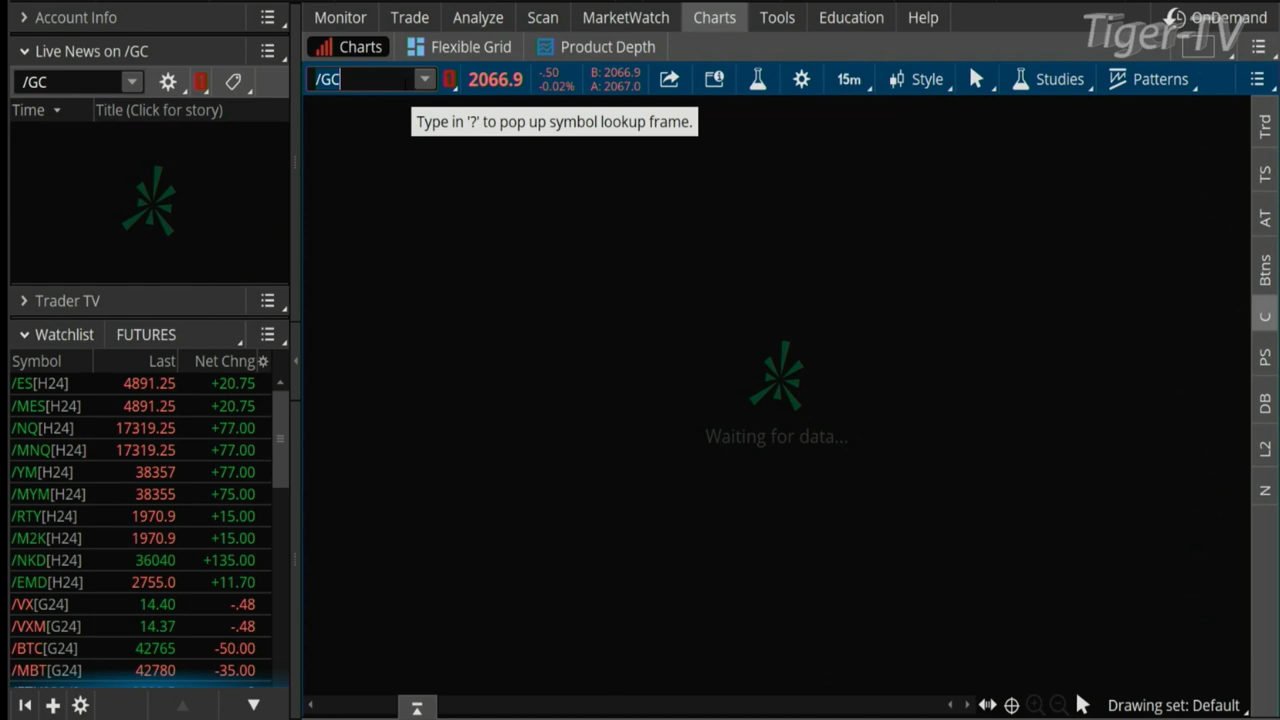 Monitor Trade Analyze Scan MarketWatch Charts Tools Education Help OnDemand
Tiger-TV
Account Info
Live News on /GC
/GC
Time Title (Click for story)
Trader TV
Watchlist FUTURES
Symbol Last Net Chng
/ES[H24] 4891.25 +20.75
/MES[H24] 4891.25 +20.75
/NQ[H24] 17319.25 +77.00
/MNQ[H24] 17319.25 +77.00
/YM[H24] 38357 +77.00
/MYM[H24] 38355 +75.00
/RTY[H24] 1970.9 +15.00
/M2K[H24] 1970.9 +15.00
/NKD[H24] 36040 +135.00
/EMD[H24] 2755.0 +11.70
/VX[G24] 14.40 -.48
/VXM[G24] 14.37 -.48
/BTC[G24] 42765 -50.00
/MBT[G24] 42780 -35.00
Charts Flexible Grid Product Depth
/GC 2066.9 -.50 B: 2066.9
-0.02% A: 2067.0
15m Style Studies Patterns
Type in '?' to pop up symbol lookup frame.
Waiting for data...
Trd
TS
AT
Btns
C
PS
DB
L2
N
Drawing set: Default